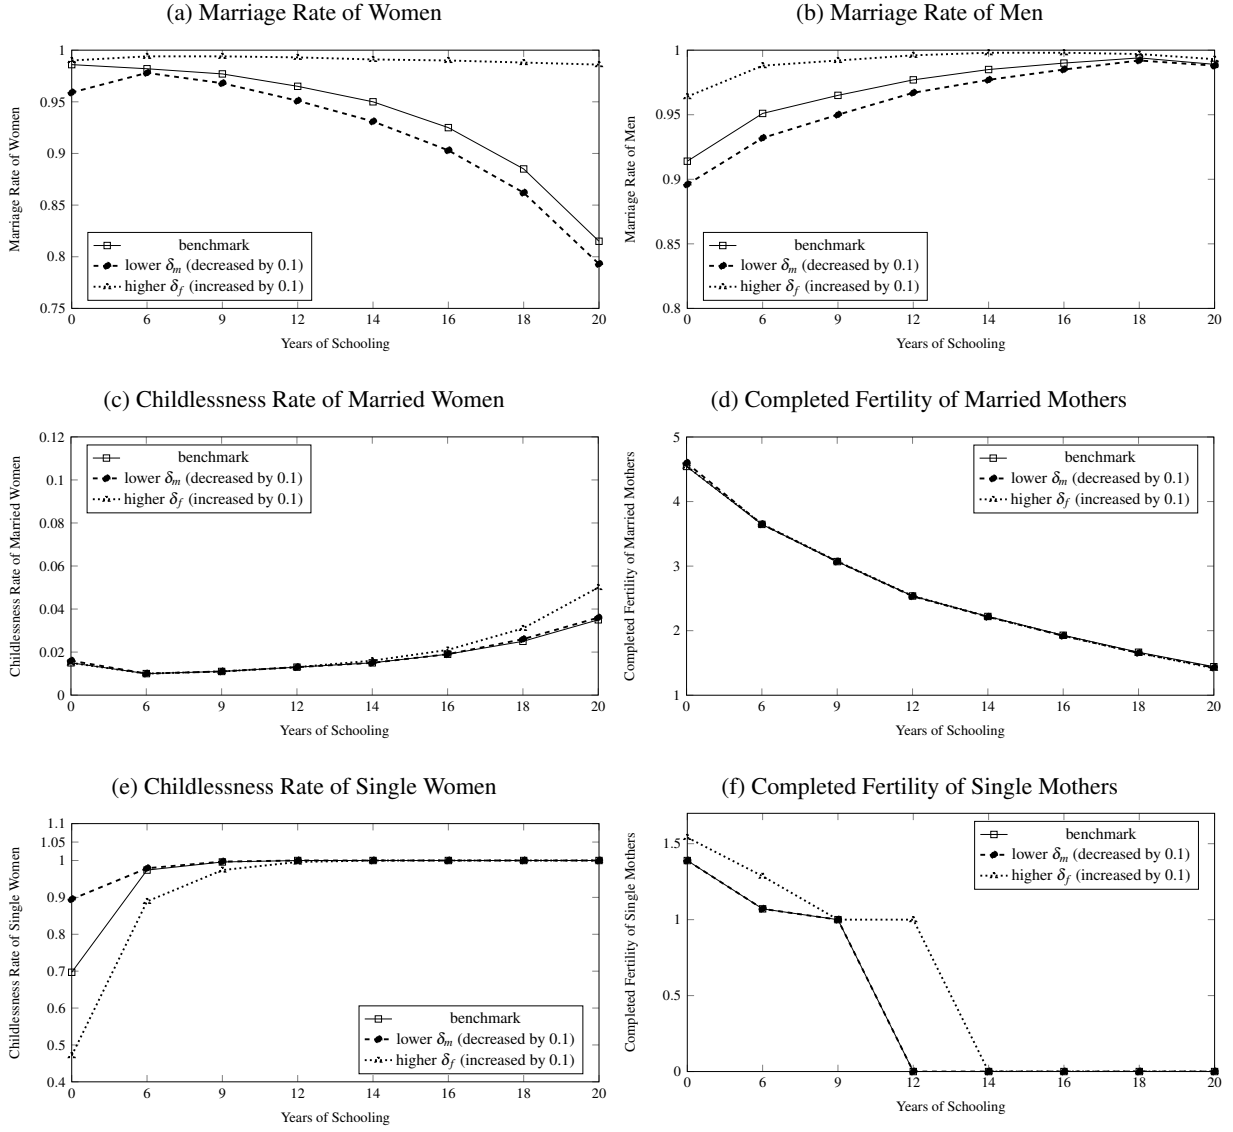 (a) Marriage Rate of Women
Marriage Rate of Women
1
0.95
0.9
0.85
0.8
0.75
benchmark
lower δm (decreased by 0.1)
higher δf (increased by 0.1)
0 6 9 12 14 16 18 20
Years of Schooling
(b) Marriage Rate of Men
Marriage Rate of Men
1
0.95
0.9
0.85
0.8
benchmark
lower δm (decreased by 0.1)
higher δf (increased by 0.1)
0 6 9 12 14 16 18 20
Years of Schooling
(c) Childlessness Rate of Married Women
Childlessness Rate of Married Women
0.12
0.1
0.08
0.06
0.04
0.02
0
benchmark
lower δm (decreased by 0.1)
higher δf (increased by 0.1)
0 6 9 12 14 16 18 20
Years of Schooling
(d) Completed Fertility of Married Mothers
Completed Fertility of Married Mothers
5
4
3
2
1
benchmark
lower δm (decreased by 0.1)
higher δf (increased by 0.1)
0 6 9 12 14 16 18 20
Years of Schooling
(e) Childlessness Rate of Single Women
Childlessness Rate of Single Women
1.1
1.05
1
0.9
0.8
0.7
0.6
0.5
0.4
benchmark
lower δm (decreased by 0.1)
higher δf (increased by 0.1)
0 6 9 12 14 16 18 20
Years of Schooling
(f) Completed Fertility of Single Mothers
Completed Fertility of Single Mothers
1.5
1
0.5
0
benchmark
lower δm (decreased by 0.1)
higher δf (increased by 0.1)
0 6 9 12 14 16 18 20
Years of Schooling